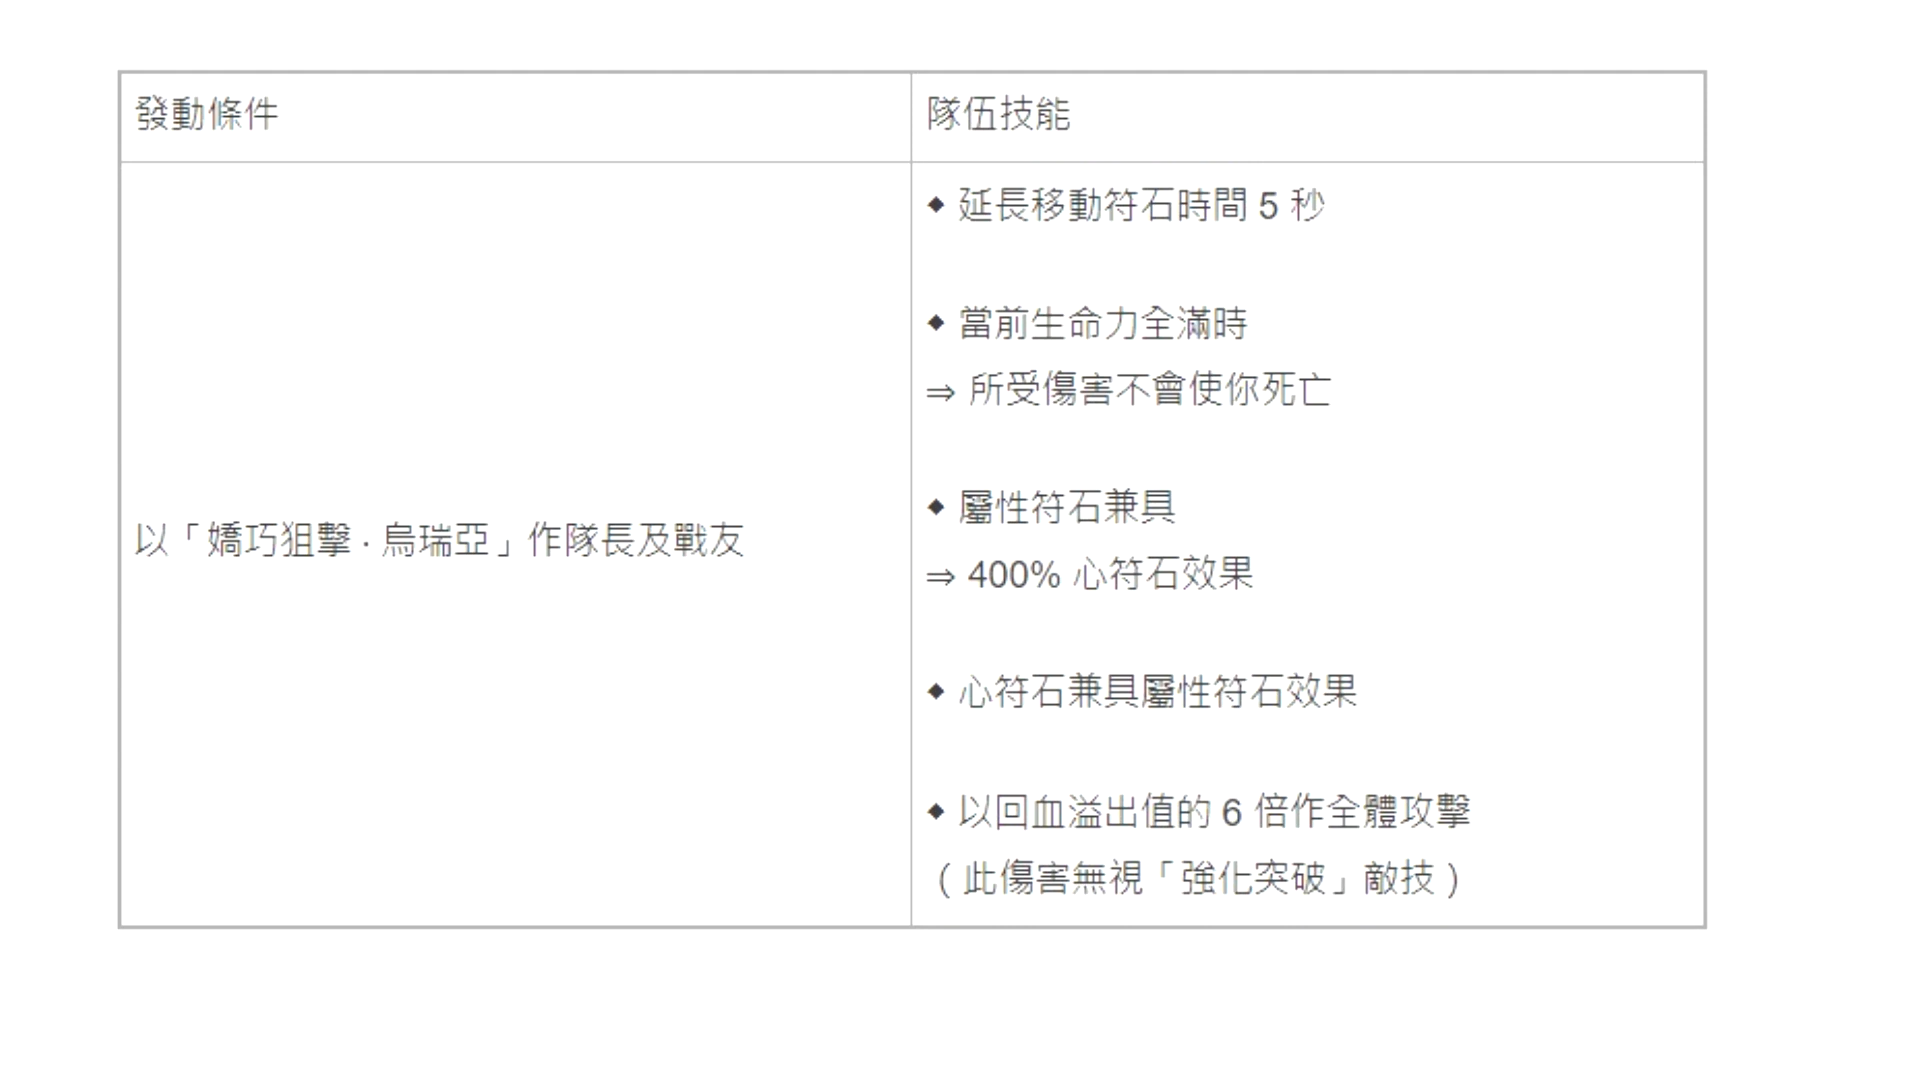 發動條件
隊伍技能
以「嬌巧狙擊 ‧ 烏瑞亞」作隊長及戰友
◆ 延長移動符石時間 5 秒
◆ 當前生命力全滿時
⇒ 所受傷害不會使你死亡
◆ 屬性符石兼具
⇒ 400% 心符石效果
◆ 心符石兼具屬性符石效果
◆ 以回血溢出值的 6 倍作全體攻擊
（此傷害無視「強化突破」敵技）